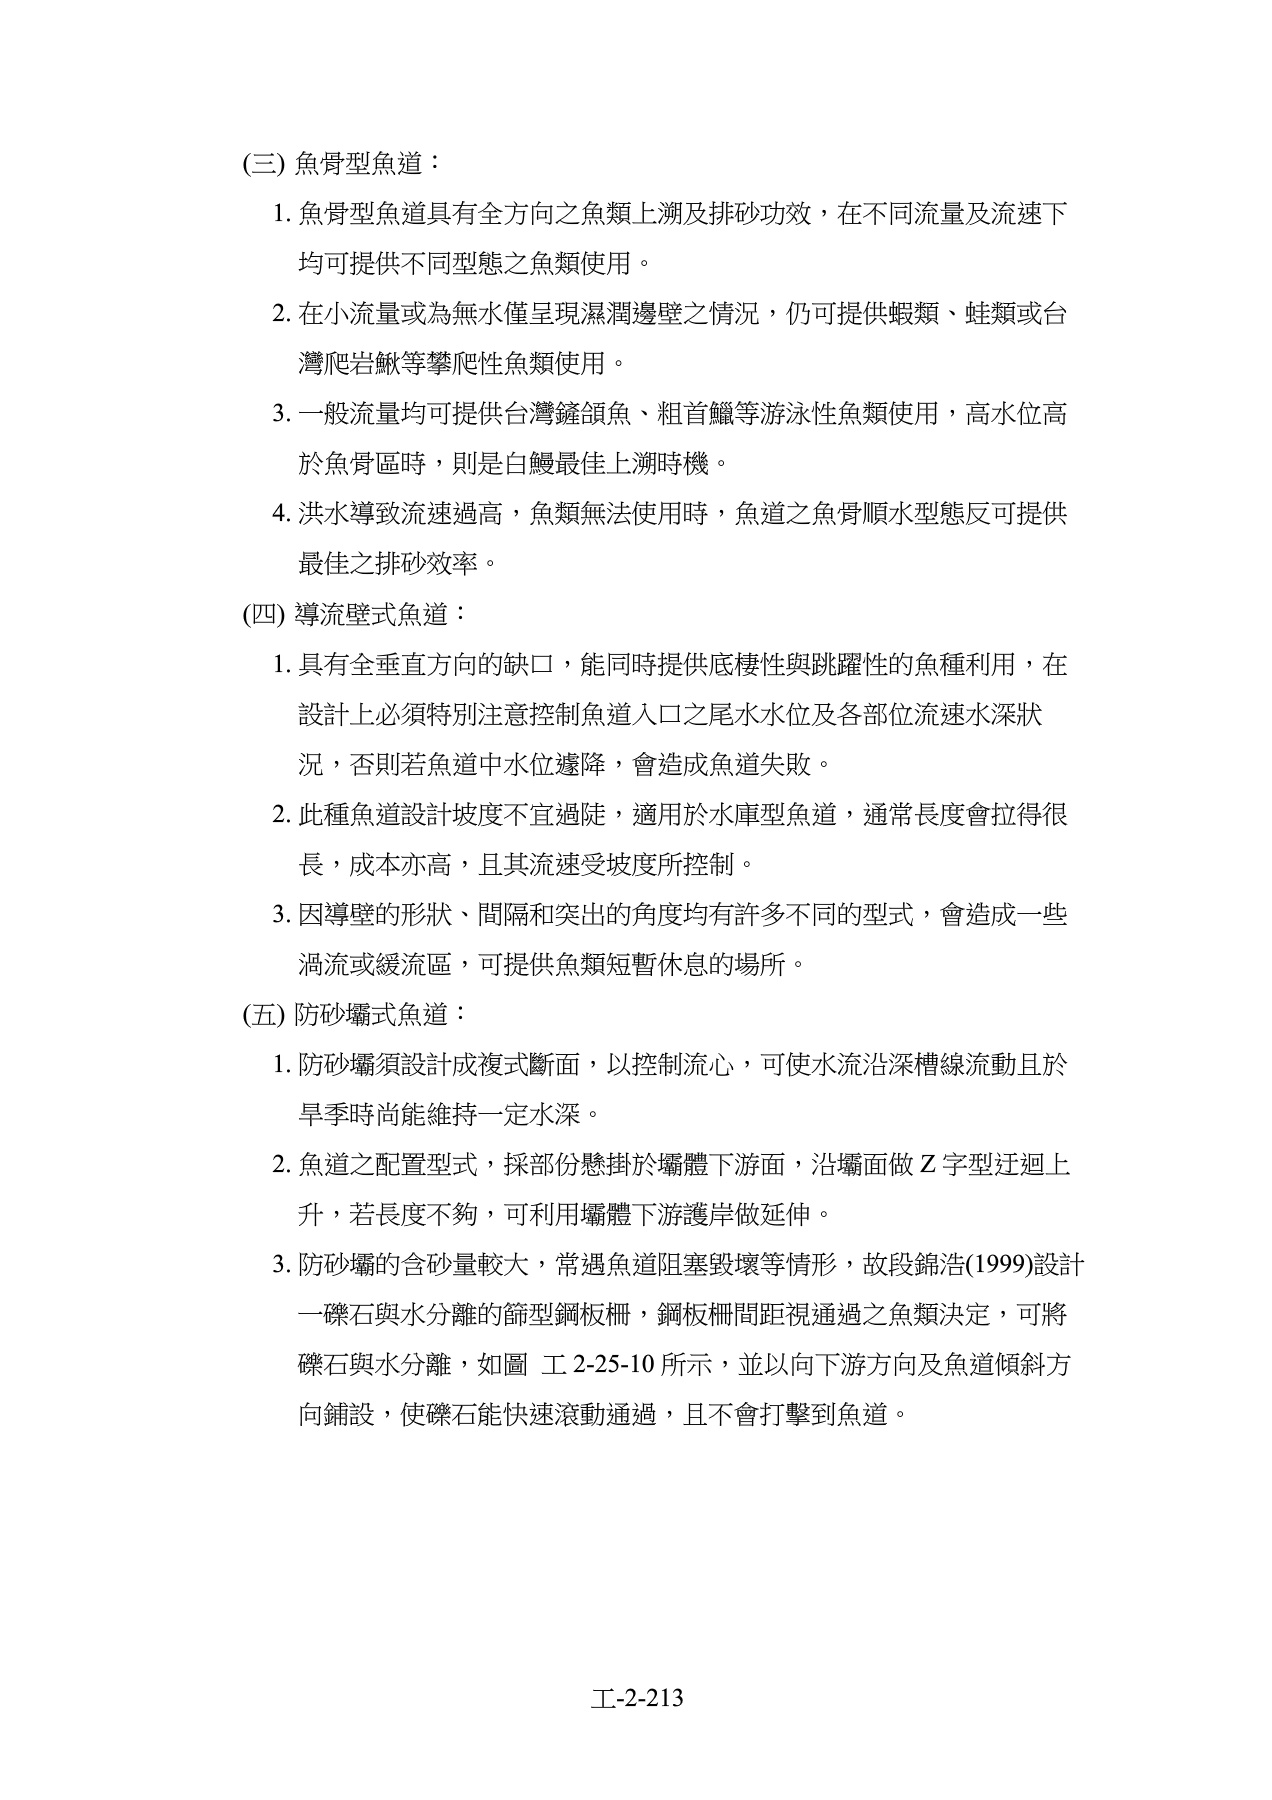 (三) 魚骨型魚道：
1. 魚骨型魚道具有全方向之魚類上溯及排砂功效，在不同流量及流速下
均可提供不同型態之魚類使用。
2. 在小流量或為無水僅呈現濕潤邊壁之情況，仍可提供蝦類、蛙類或台
灣爬岩鰍等攀爬性魚類使用。
3. 一般流量均可提供台灣鏟頜魚、粗首鱲等游泳性魚類使用，高水位高
於魚骨區時，則是白鰻最佳上溯時機。
4. 洪水導致流速過高，魚類無法使用時，魚道之魚骨順水型態反可提供
最佳之排砂效率。
(四) 導流壁式魚道：
1. 具有全垂直方向的缺口，能同時提供底棲性與跳躍性的魚種利用，在
設計上必須特別注意控制魚道入口之尾水水位及各部位流速水深狀
況，否則若魚道中水位遽降，會造成魚道失敗。
2. 此種魚道設計坡度不宜過陡，適用於水庫型魚道，通常長度會拉得很
長，成本亦高，且其流速受坡度所控制。
3. 因導壁的形狀、間隔和突出的角度均有許多不同的型式，會造成一些
渦流或緩流區，可提供魚類短暫休息的場所。
(五) 防砂壩式魚道：
1. 防砂壩須設計成複式斷面，以控制流心，可使水流沿深槽線流動且於
旱季時尚能維持一定水深。
2. 魚道之配置型式，採部份懸掛於壩體下游面，沿壩面做 Z 字型迂迴上
升，若長度不夠，可利用壩體下游護岸做延伸。
3. 防砂壩的含砂量較大，常遇魚道阻塞毀壞等情形，故段錦浩(1999)設計
一礫石與水分離的篩型鋼板柵，鋼板柵間距視通過之魚類決定，可將
礫石與水分離，如圖 工 2-25-10 所示，並以向下游方向及魚道傾斜方
向鋪設，使礫石能快速滾動通過，且不會打擊到魚道。
工-2-213